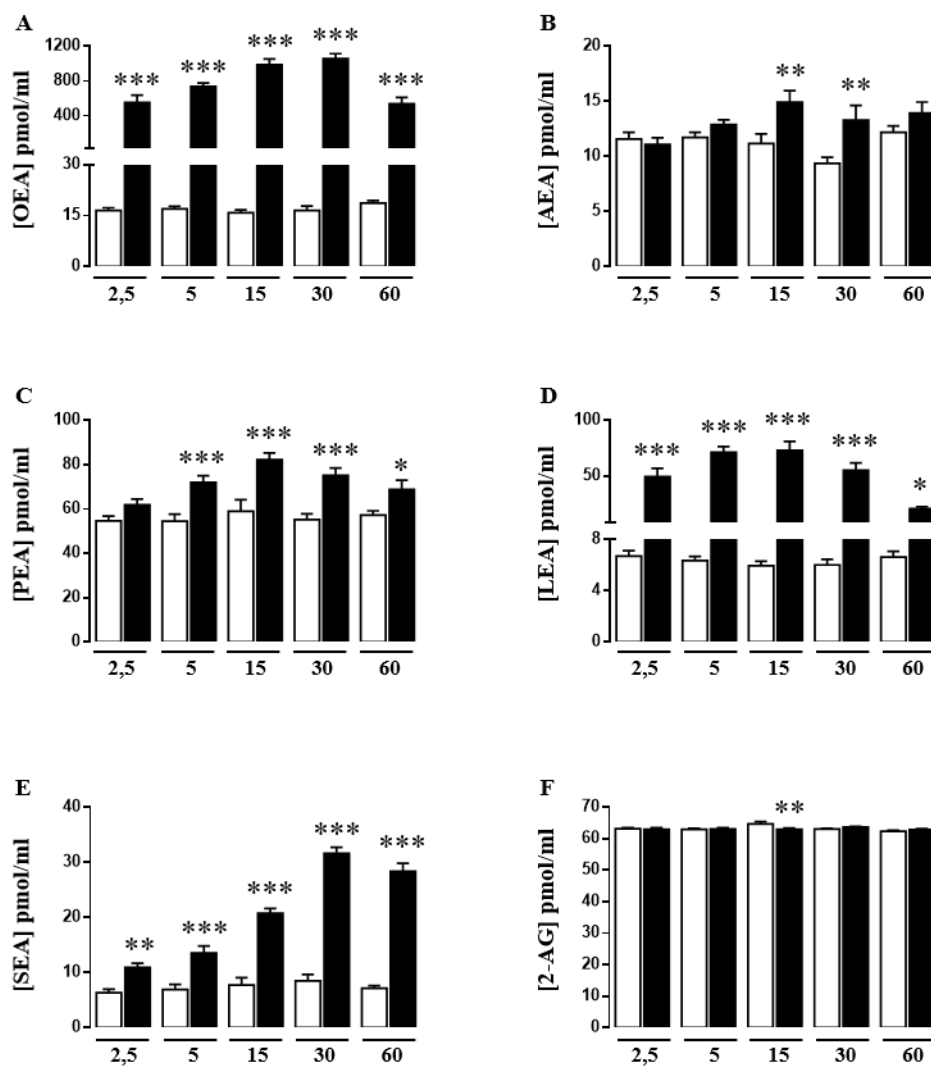 A
[OEA] pmol/ml
1200
800
400
30
15
0
*** *** *** *** ***
2,5 5 15 30 60
B
[AEA] pmol/ml
20
15
10
5
0
** **
2,5 5 15 30 60
C
[PEA] pmol/ml
100
80
60
40
20
0
*** *** *** *
2,5 5 15 30 60
D
[LEA] pmol/ml
100
50
8
6
4
2
0
*** *** *** *** *
2,5 5 15 30 60
E
[SEA] pmol/ml
40
30
20
10
0
** *** *** *** ***
2,5 5 15 30 60
F
[2-AG] pmol/ml
70
60
50
40
30
20
10
0
**
2,5 5 15 30 60